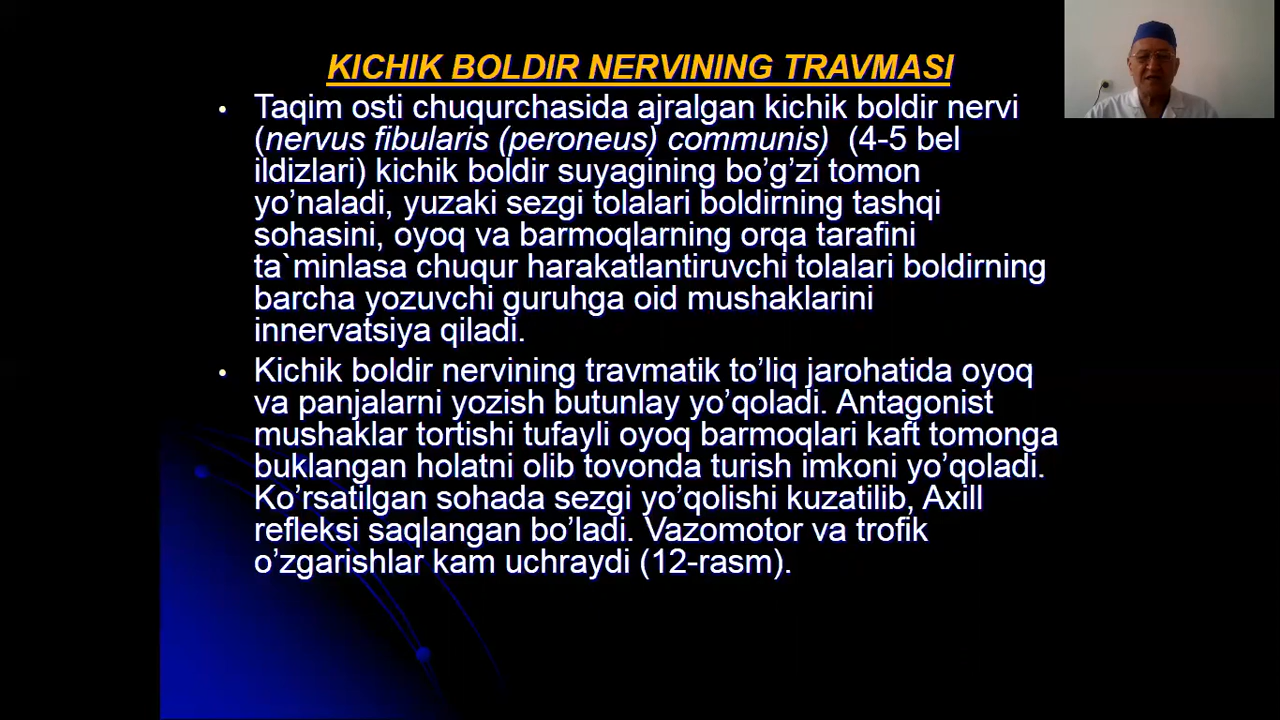 KICHIK BOLDIR NERVINING TRAVMASI
• Taqim osti chuqurchasida ajralgan kichik boldir nervi
(nervus fibularis (peroneus) communis) (4-5 bel
ildizlari) kichik boldir suyagining bo’g’zi tomon
yo’naladi, yuzaki sezgi tolalari boldirning tashqi
sohasini, oyoq va barmoqlarning orqa tarafini
ta`minlasa chuqur harakatlantiruvchi tolalari boldirning
barcha yozuvchi guruhga oid mushaklarini
innervatsiya qiladi.
• Kichik boldir nervining travmatik to’liq jarohatida oyoq
va panjalarni yozish butunlay yo’qoladi. Antagonist
mushaklar tortishi tufayli oyoq barmoqlari kaft tomonga
buklangan holatni olib tovonda turish imkoni yo’qoladi.
Ko’rsatilgan sohada sezgi yo’qolishi kuzatilib, Axill
refleksi saqlangan bo’ladi. Vazomotor va trofik
o’zgarishlar kam uchraydi (12-rasm).